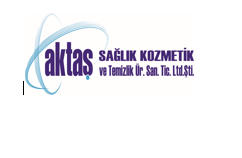 aktaş SAĞLIK KOZMETİK
ve Temizlik Ür. San. Tic. Ltd.Şti.